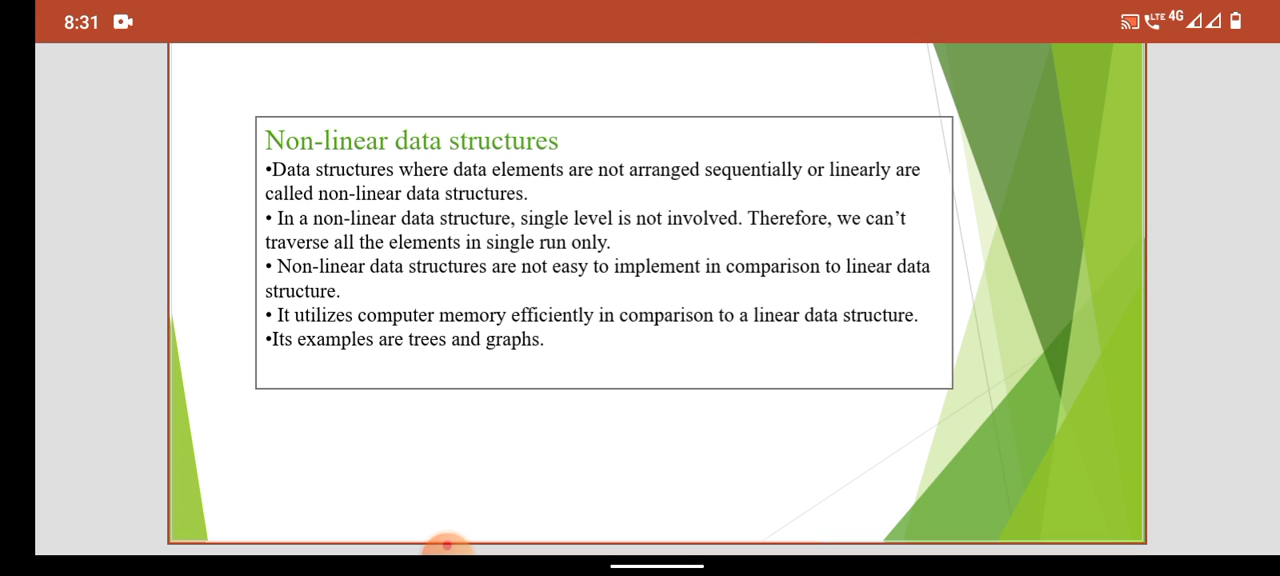 8:31
LTE 4G
Non-linear data structures
•Data structures where data elements are not arranged sequentially or linearly are
called non-linear data structures.
• In a non-linear data structure, single level is not involved. Therefore, we can’t
traverse all the elements in single run only.
• Non-linear data structures are not easy to implement in comparison to linear data
structure.
• It utilizes computer memory efficiently in comparison to a linear data structure.
•Its examples are trees and graphs.